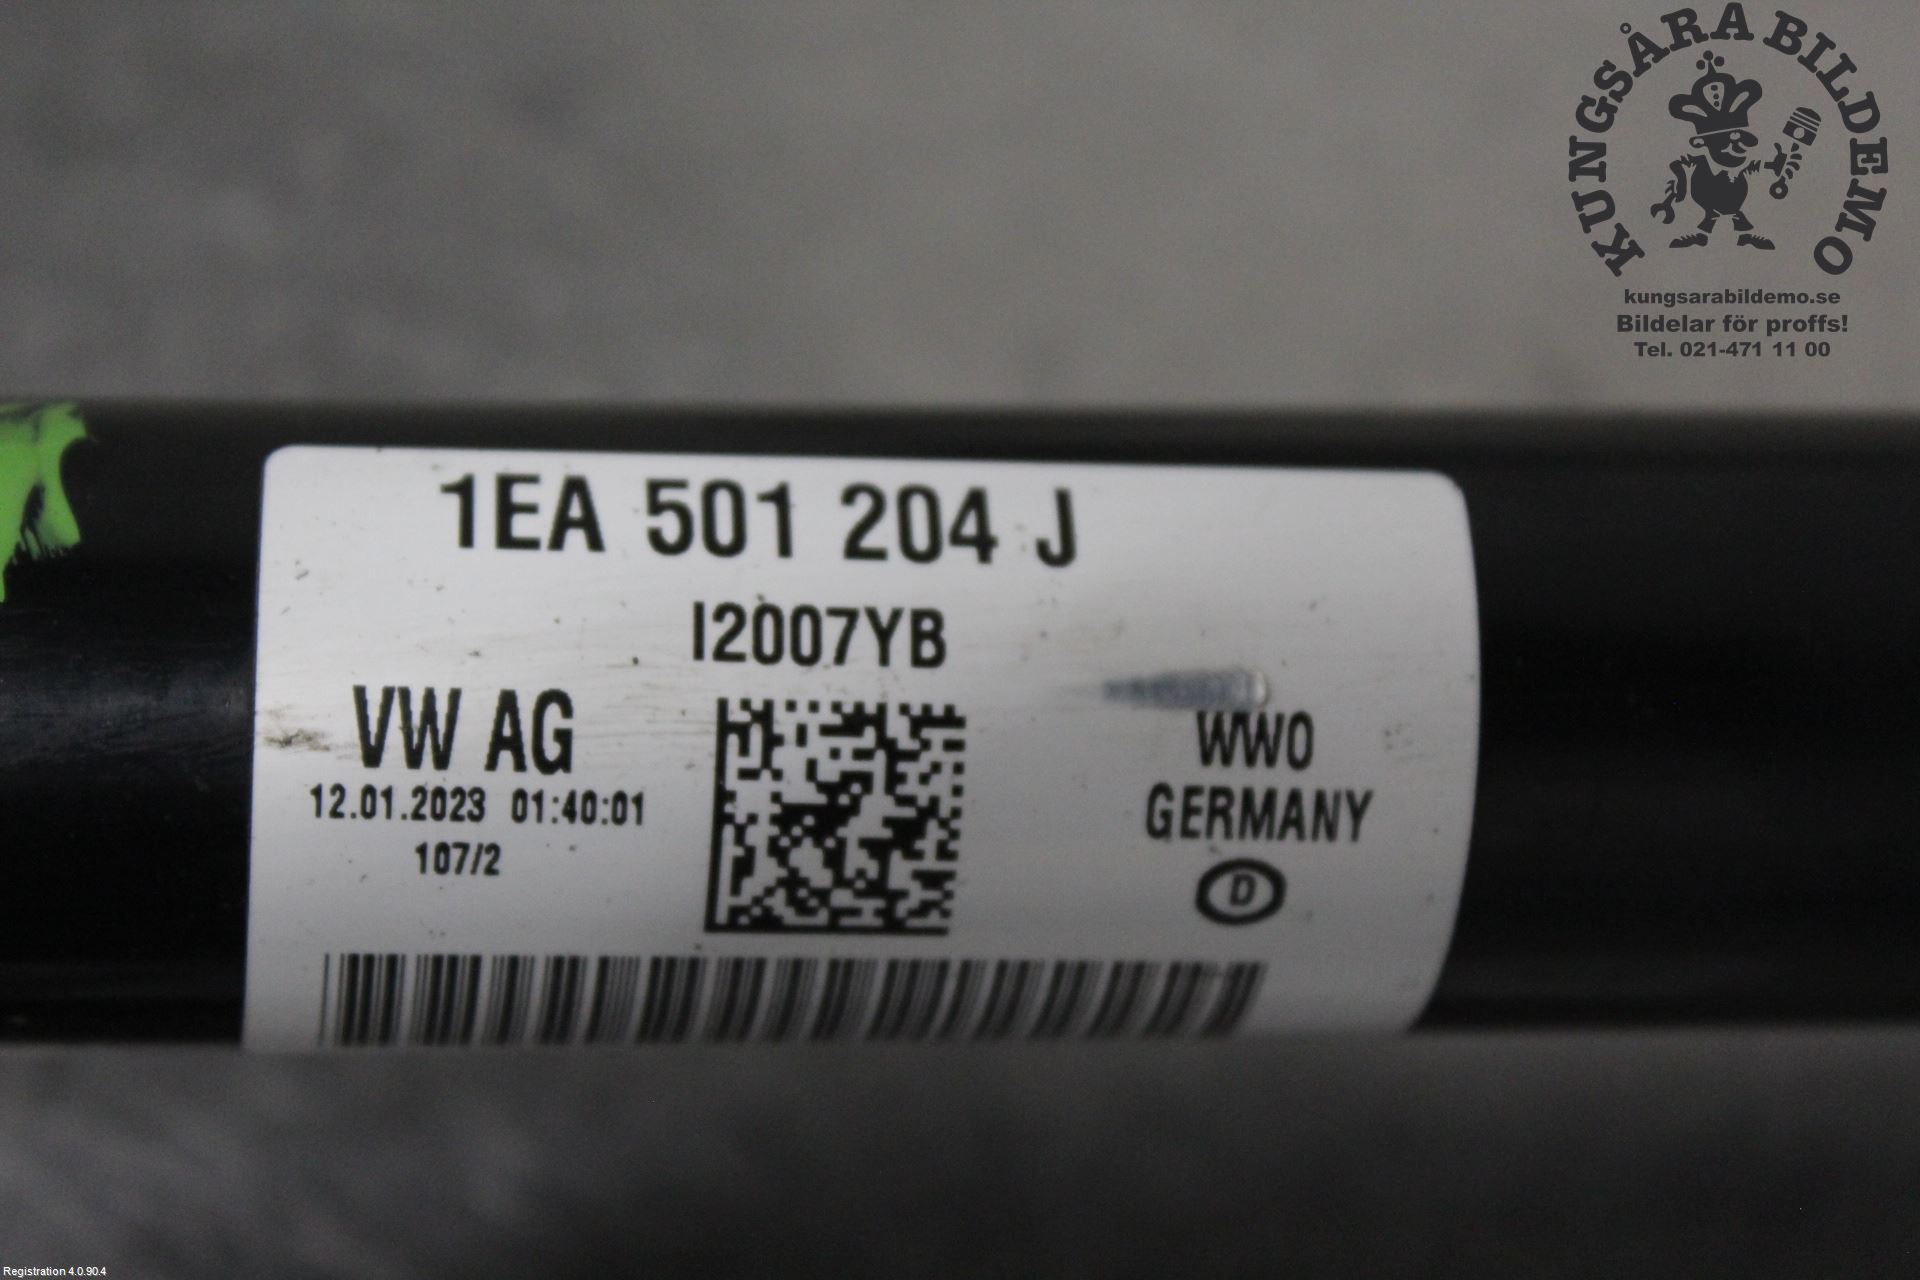 KUNGSÅRA BILDEMO
kungsarabildemo.se
Bildelar för proffs!
Tel. 021-471 11 00
1EA 501 204 J
I2007YB
VW AG
12.01.2023 01:40:01
107/2
WWO
GERMANY
D
Registration 4.0.90.4